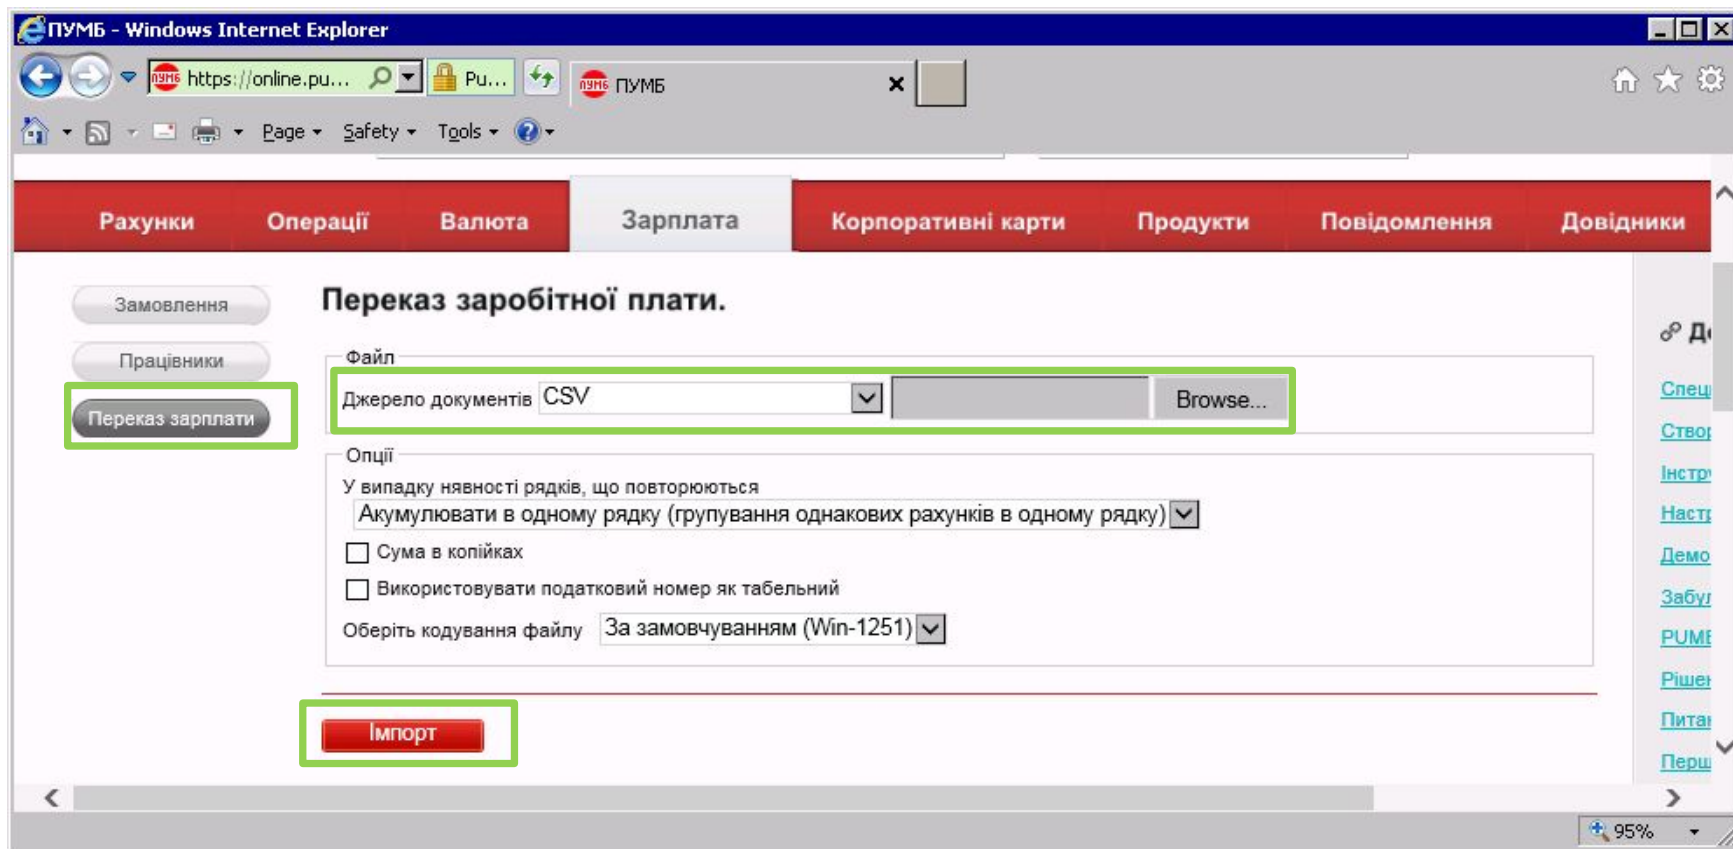 ПУМБ - Windows Internet Explorer
https://online.pu... Pu... ПУМБ
Page Safety Tools
Рахунки Операції Валюта Зарплата Корпоративні карти Продукти Повідомлення Довідники
Замовлення
Працівники
Переказ зарплати
Переказ заробітної плати.
Файл
Джерело документів CSV Browse...
Опції
У випадку нявності рядків, що повторюються
Акумулювати в одному рядку (групування однакових рахунків в одному рядку)
Сума в копійках
Використовувати податковий номер як табельний
Оберіть кодування файлу За замовчуванням (Win-1251)
Імпорт
95%